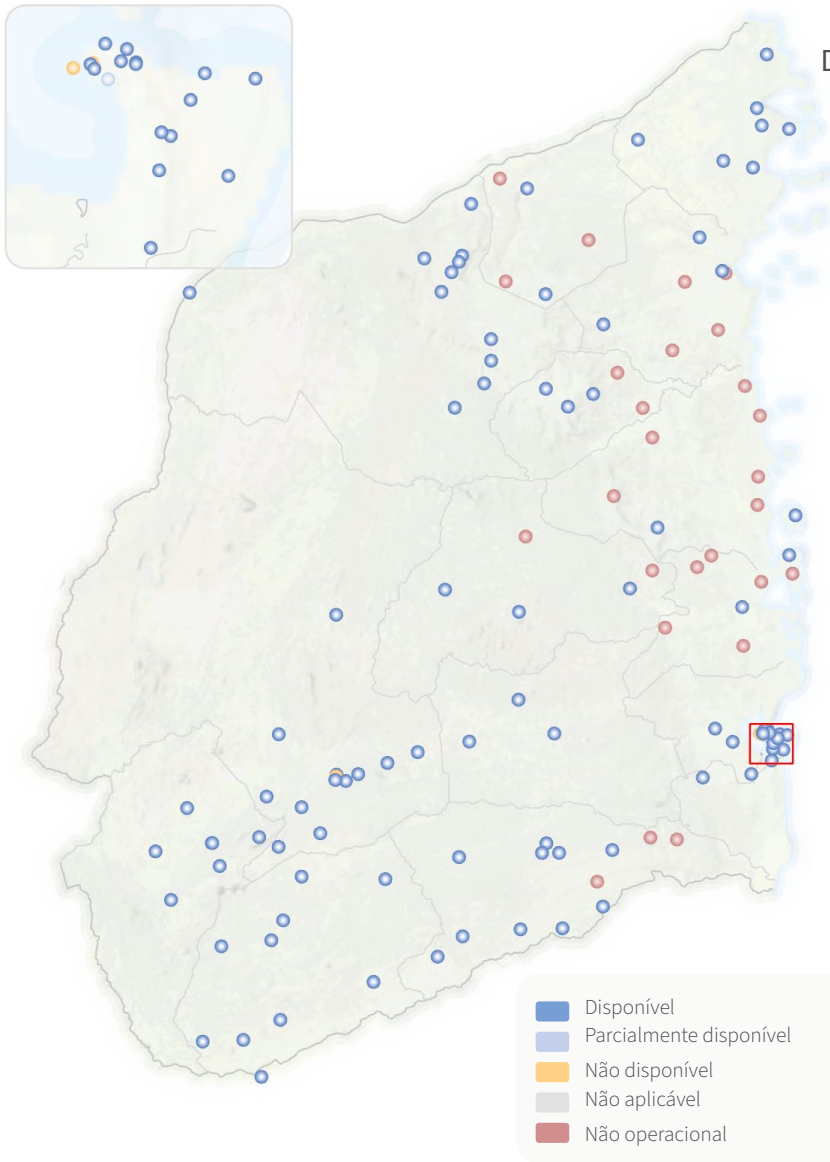 D
Disponível
Parcialmente disponível
Não disponível
Não aplicável
Não operacional